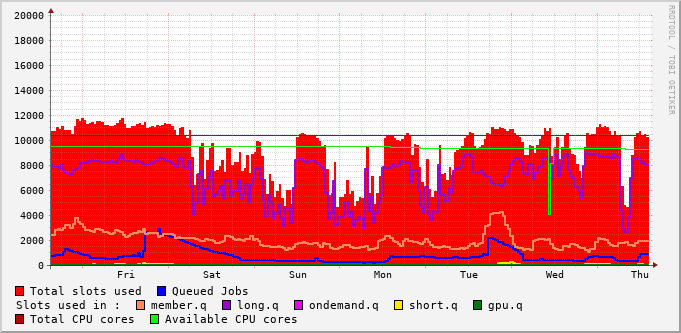 20000
18000
16000
14000
12000
10000
8000
6000
4000
2000
0
Fri Sat Sun Mon Tue Wed Thu
Total slots used Queued Jobs
Slots used in : member.q long.q ondemand.q short.q gpu.q
Total CPU cores Available CPU cores
RRDTOOL / TOBI OETIKER